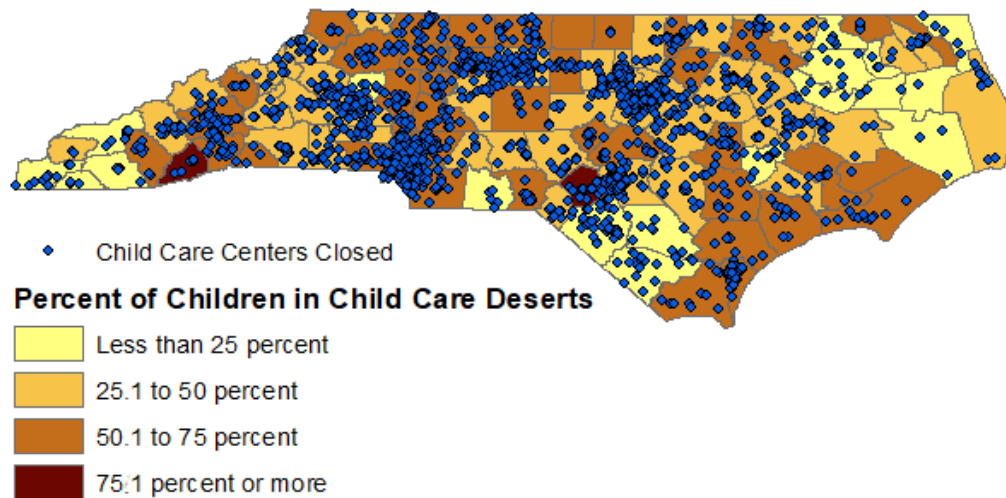 Child Care Centers Closed
Percent of Children in Child Care Deserts
Less than 25 percent
25.1 to 50 percent
50.1 to 75 percent
75.1 percent or more